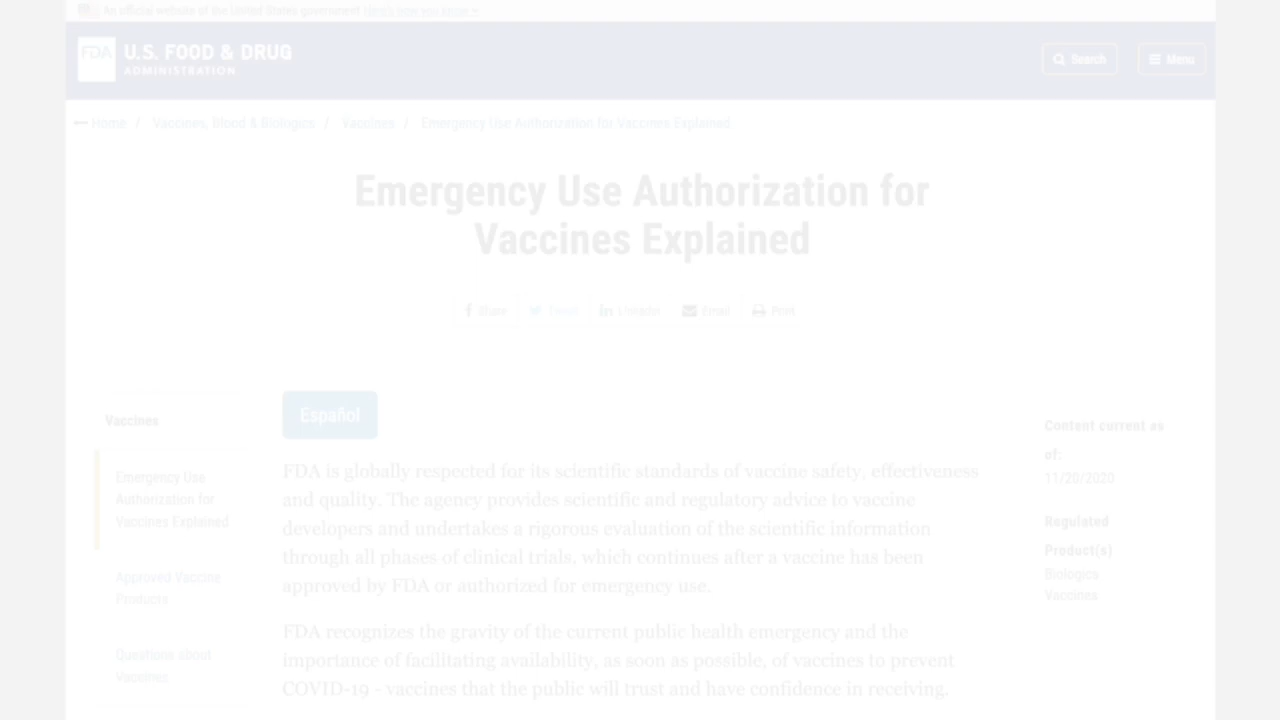 An official website of the United States government Here's how you know
FDA U.S. FOOD & DRUG
ADMINISTRATION
Search
Menu
Home / Vaccines, Blood & Biologics / Vaccines / Emergency Use Authorization for Vaccines Explained
Emergency Use Authorization for
Vaccines Explained
Share Tweet Linkedin Email Print
Español
Vaccines
Emergency Use
Authorization for
Vaccines Explained
Approved Vaccine
Products
Questions about
Vaccines
FDA is globally respected for its scientific standards of vaccine safety, effectiveness
and quality. The agency provides scientific and regulatory advice to vaccine
developers and undertakes a rigorous evaluation of the scientific information
through all phases of clinical trials, which continues after a vaccine has been
approved by FDA or authorized for emergency use.
FDA recognizes the gravity of the current public health emergency and the
importance of facilitating availability, as soon as possible, of vaccines to prevent
COVID-19 - vaccines that the public will trust and have confidence in receiving.
Content current as
of:
11/20/2020
Regulated
Product(s)
Biologics
Vaccines